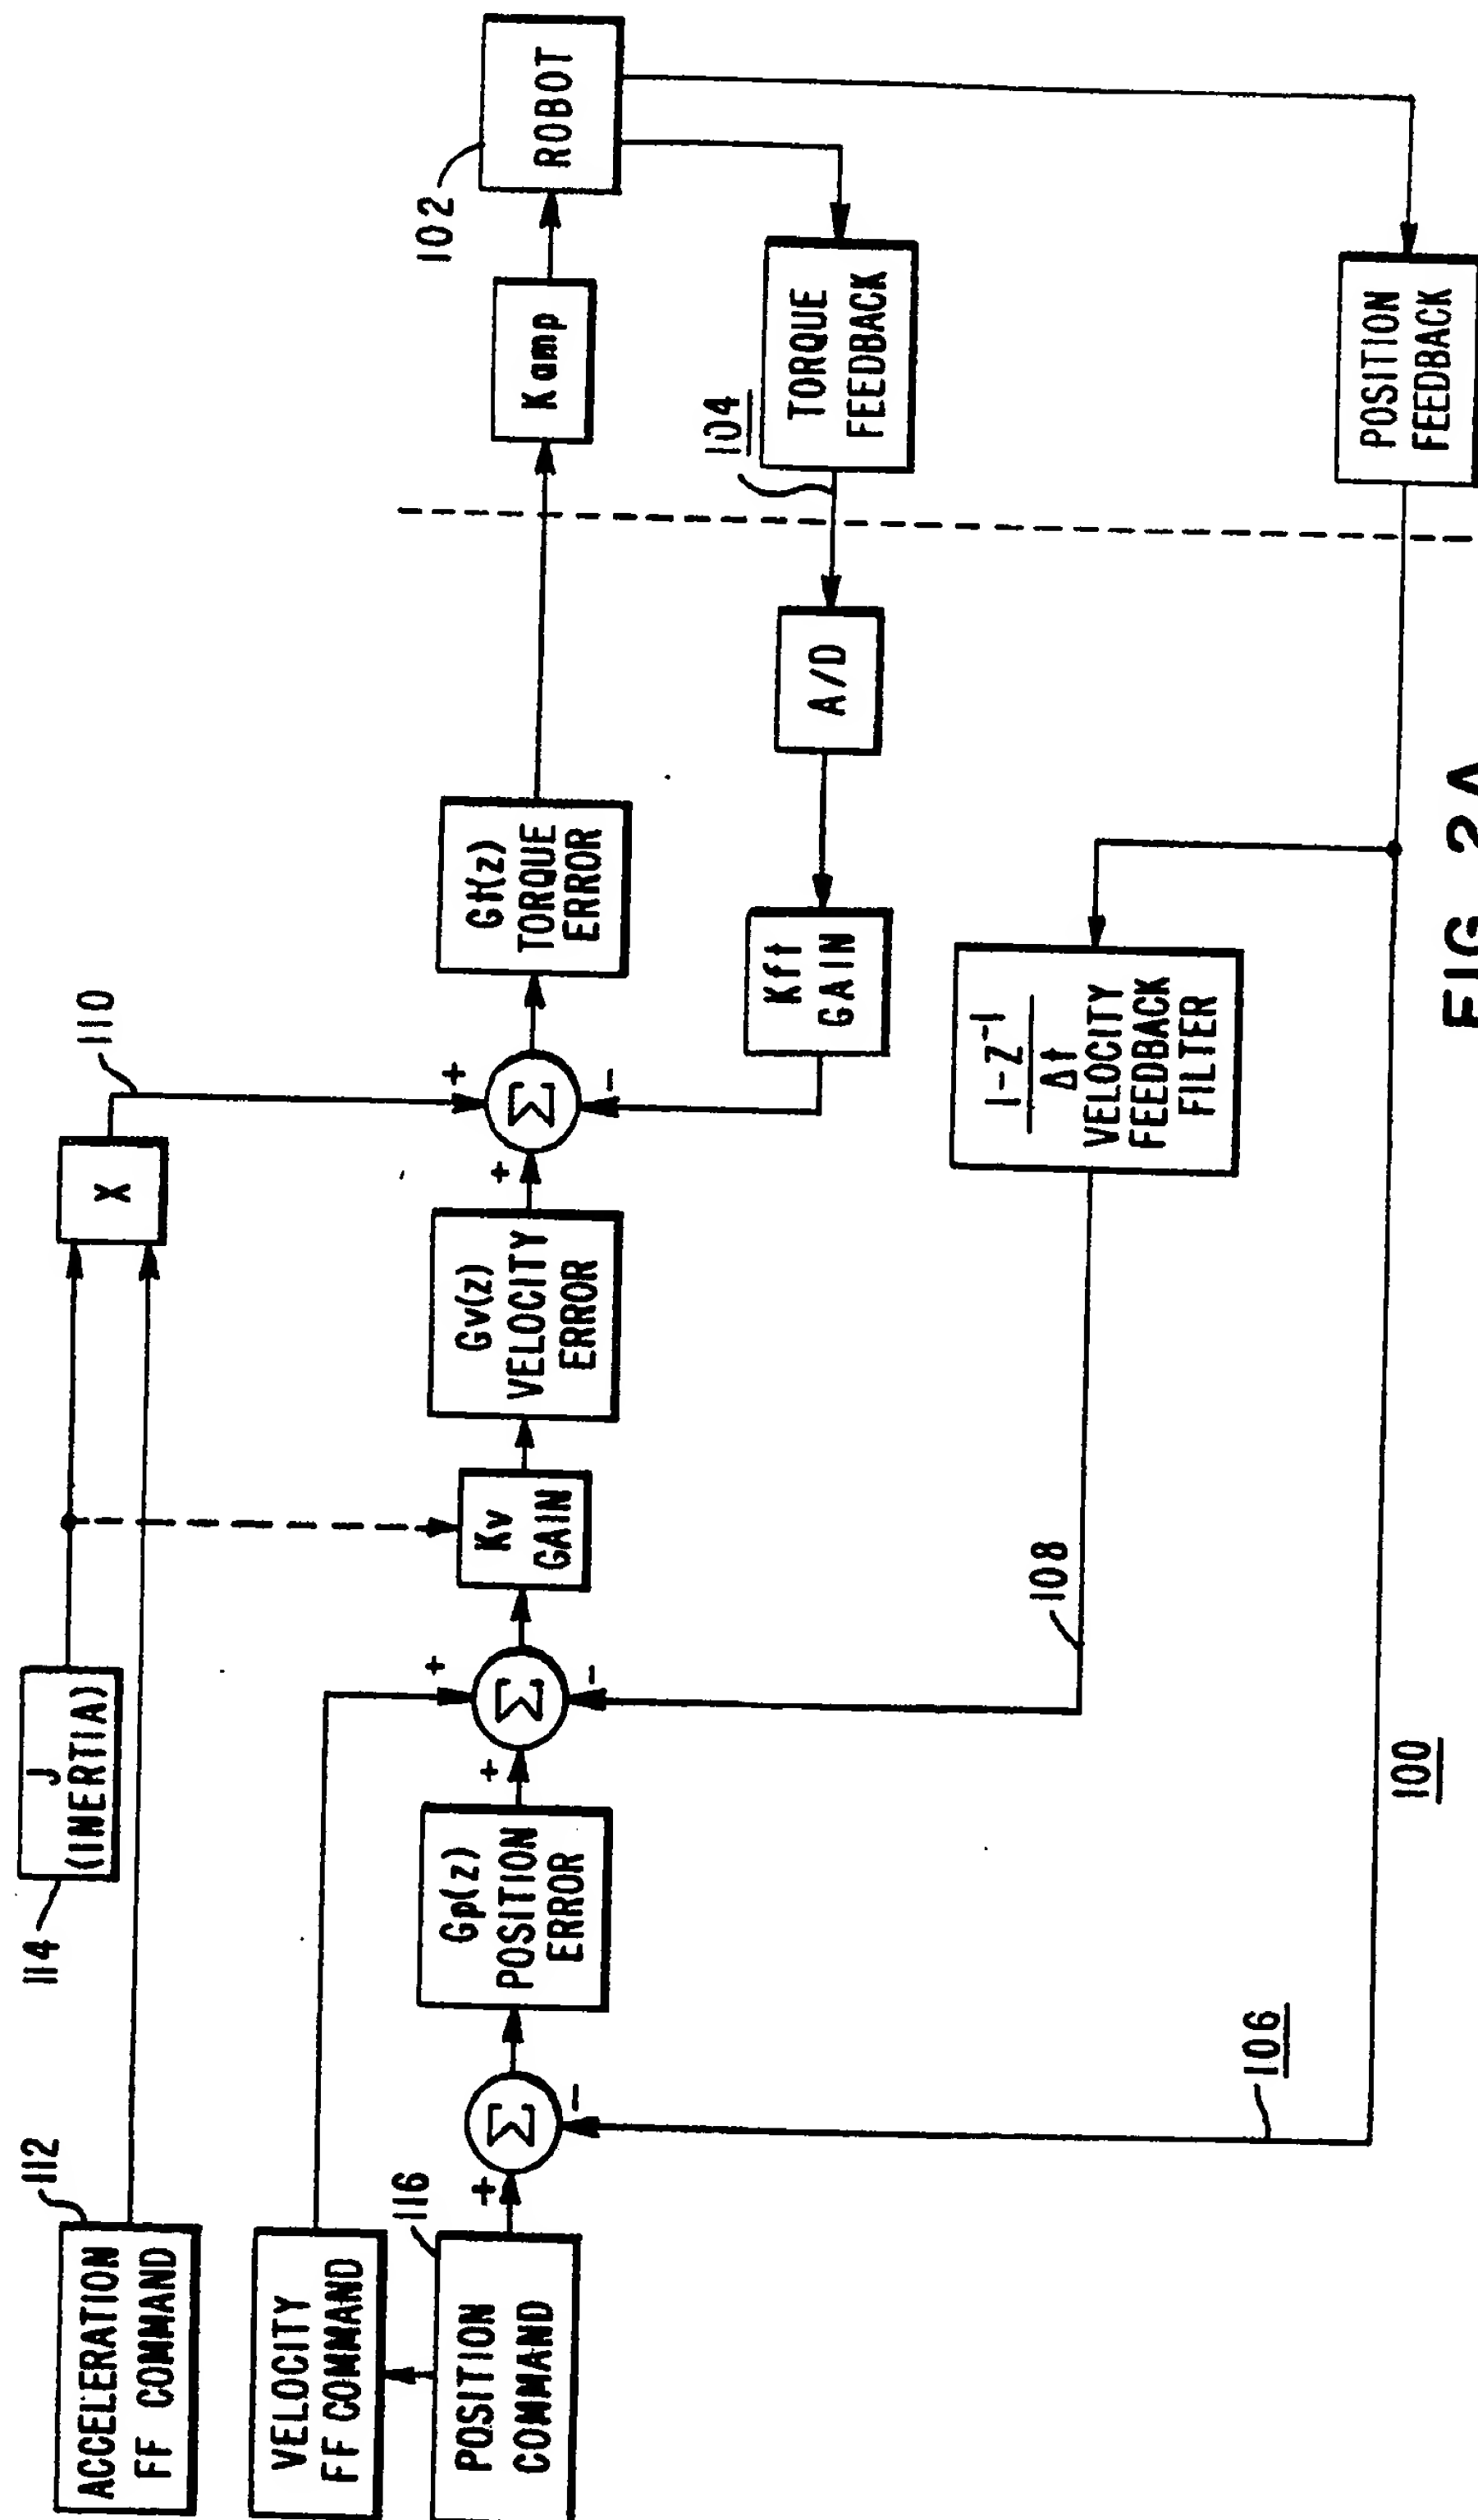 112
ACCELERATION
FF COMMAND
114
J
(INERTIA)
X
110
VELOCITY
FF COMMAND
116
POSITION
COMMAND
+
-
Σ
Gp(z)
POSITION
ERROR
+
+
-
Σ
Kv
GAIN
Gv(z)
VELOCITY
ERROR
+
+
-
Σ
Gt(z)
TORQUE
ERROR
Kamp
102
ROBOT
104
TORQUE
FEEDBACK
A/D
Kft
GAIN
1-z-1
Δt
VELOCITY
FEEDBACK
FILTER
108
106
POSITION
FEEDBACK
100